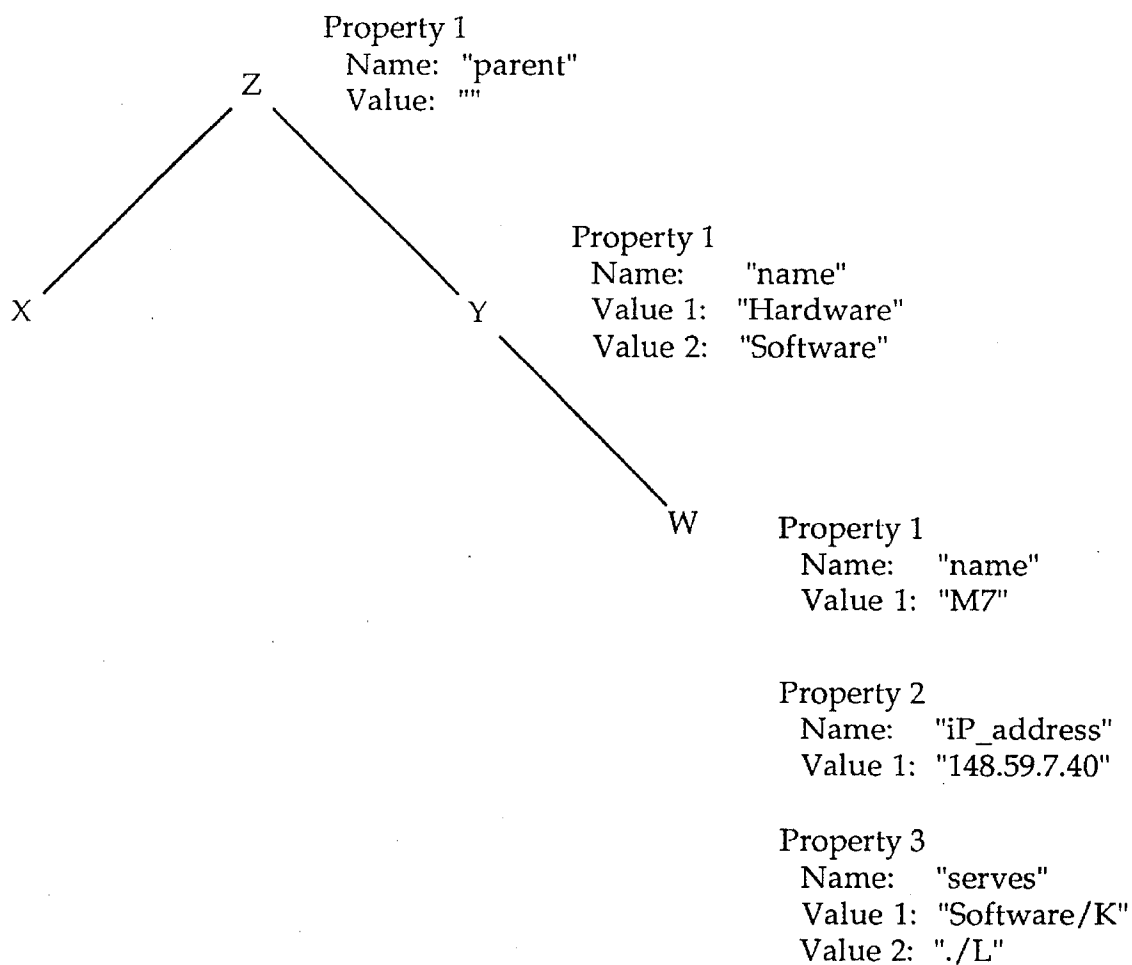 Property 1
Name: "parent"
Value: ""
Z
Property 1
Name: "name"
Value 1: "Hardware"
Value 2: "Software"
X
Y
W
Property 1
Name: "name"
Value 1: "M7"
Property 2
Name: "iP_address"
Value 1: "148.59.7.40"
Property 3
Name: "serves"
Value 1: "Software/K"
Value 2: "./L"